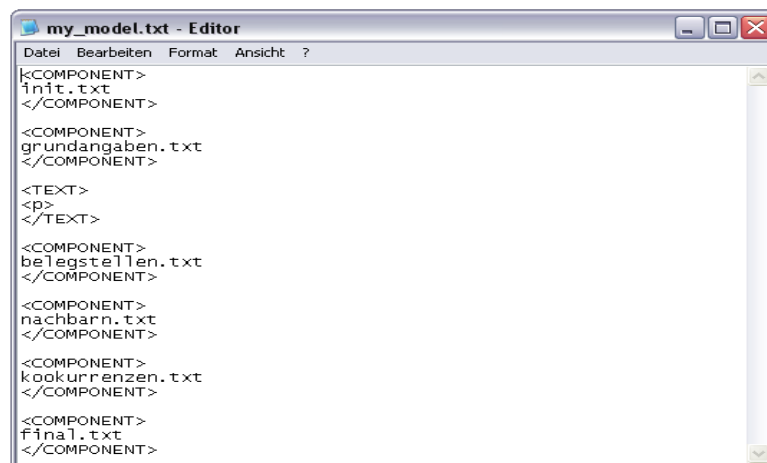 my_model.txt - Editor
Datei Bearbeiten Format Ansicht ?
<COMPONENT>
init.txt
</COMPONENT>
<COMPONENT>
grundangaben.txt
</COMPONENT>
<TEXT>
<p>
</TEXT>
<COMPONENT>
belegstellen.txt
</COMPONENT>
<COMPONENT>
nachbarn.txt
</COMPONENT>
<COMPONENT>
kookurrenzen.txt
</COMPONENT>
<COMPONENT>
final.txt
</COMPONENT>